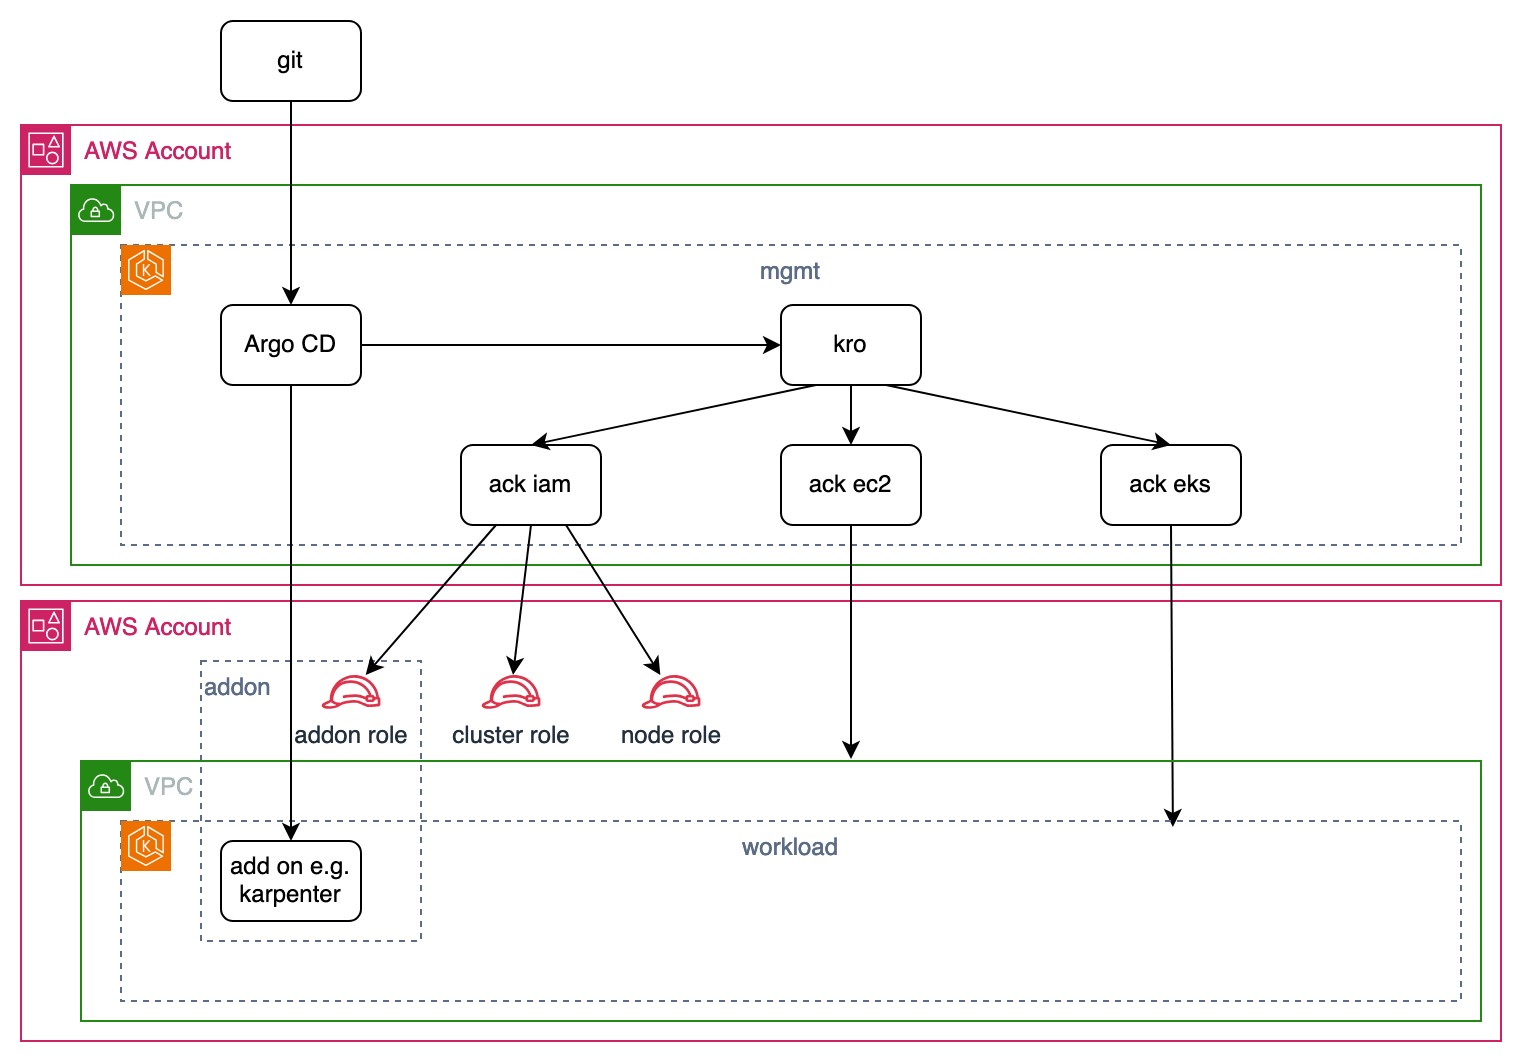 git
AWS Account
VPC
mgmt
Argo CD
kro
ack iam
ack ec2
ack eks
AWS Account
addon
addon role
cluster role
node role
VPC
workload
add on e.g.
karpenter